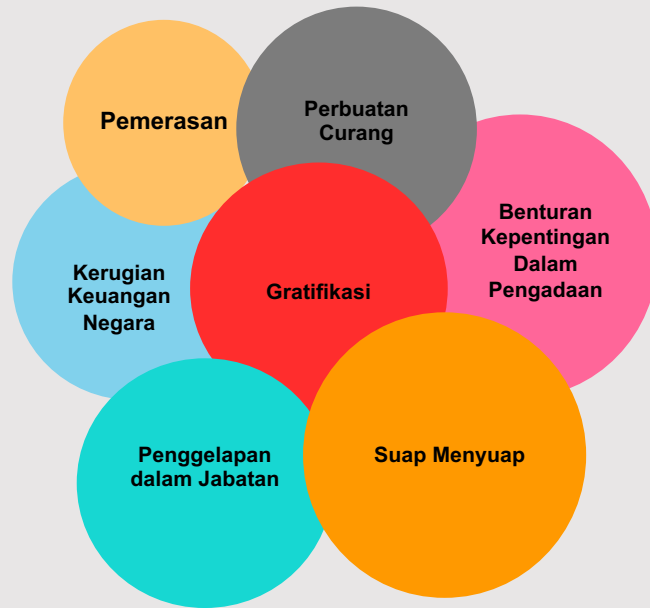 Pemerasan
Perbuatan
Curang
Benturan
Kepentingan
Dalam
Pengadaan
Kerugian
Keuangan
Negara
Gratifikasi
Penggelapan
dalam Jabatan
Suap Menyuap